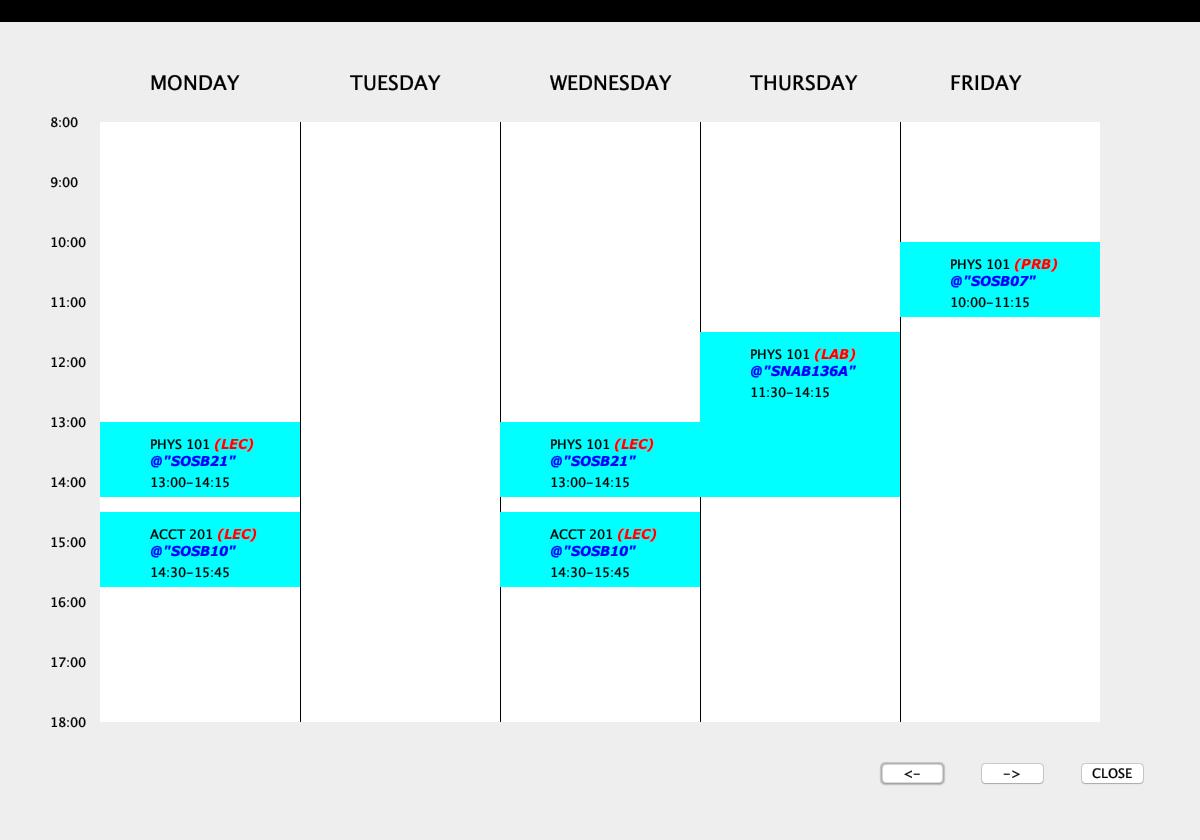 MONDAY TUESDAY WEDNESDAY THURSDAY FRIDAY
8:00
9:00
10:00
PHYS 101 (PRB)
@"SOSB07"
10:00-11:15
11:00
PHYS 101 (LAB)
@"SNAB136A"
11:30-14:15
12:00
13:00
PHYS 101 (LEC)
@"SOSB21"
13:00-14:15
PHYS 101 (LEC)
@"SOSB21"
13:00-14:15
14:00
ACCT 201 (LEC)
@"SOSB10"
14:30-15:45
ACCT 201 (LEC)
@"SOSB10"
14:30-15:45
15:00
16:00
17:00
18:00
<- -> CLOSE